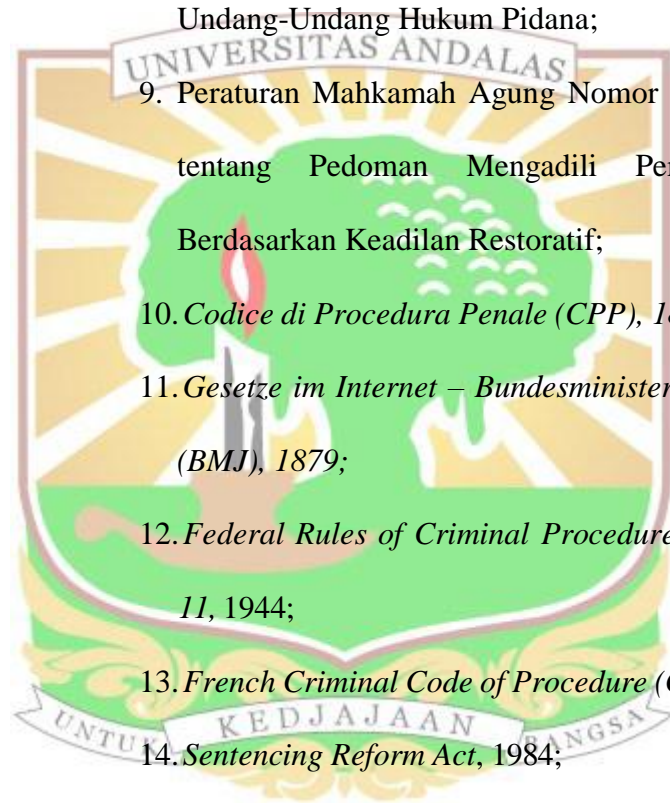 Undang-Undang Hukum Pidana;
UNIVERSITAS ANDALAS
9. Peraturan Mahkamah Agung Nomor
tentang Pedoman Mengadili
Berdasarkan Keadilan Restoratif;
10. Codice di Procedura Penale (CPP),
11. Gesetze im Internet –
(BMJ), 1879;
12. Federal Rules of Criminal Procedure
11, 1944;
13. French Criminal Code of Procedure
UNTUK KEDJAJAAN BANGSA
14. Sentencing Reform Act, 1984;